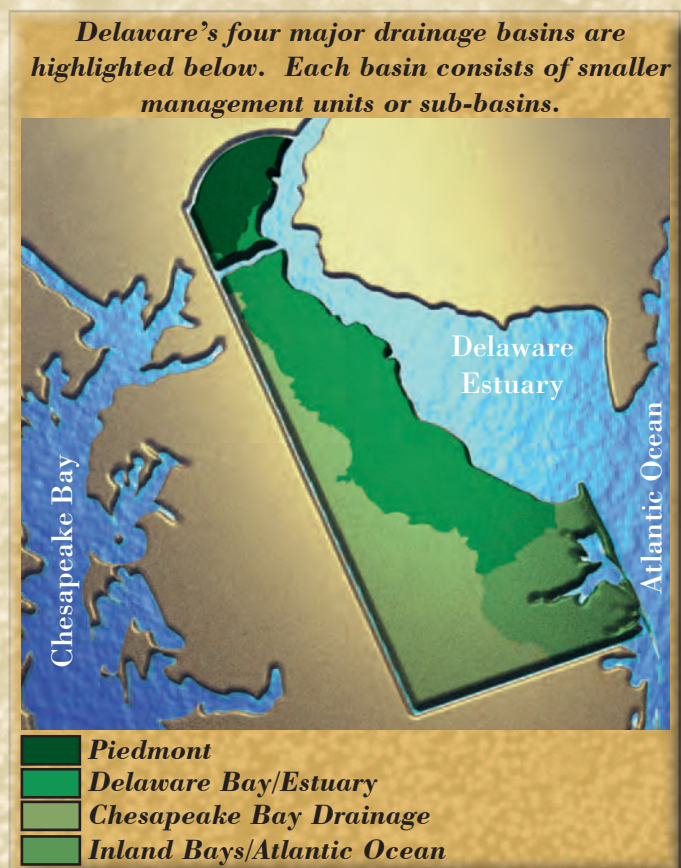 Delaware's four major drainage basins are
highlighted below. Each basin consists of smaller
management units or sub-basins.
Delaware
Estuary
Chesapeake Bay
Atlantic Ocean
Piedmont
Delaware Bay/Estuary
Chesapeake Bay Drainage
Inland Bays/Atlantic Ocean